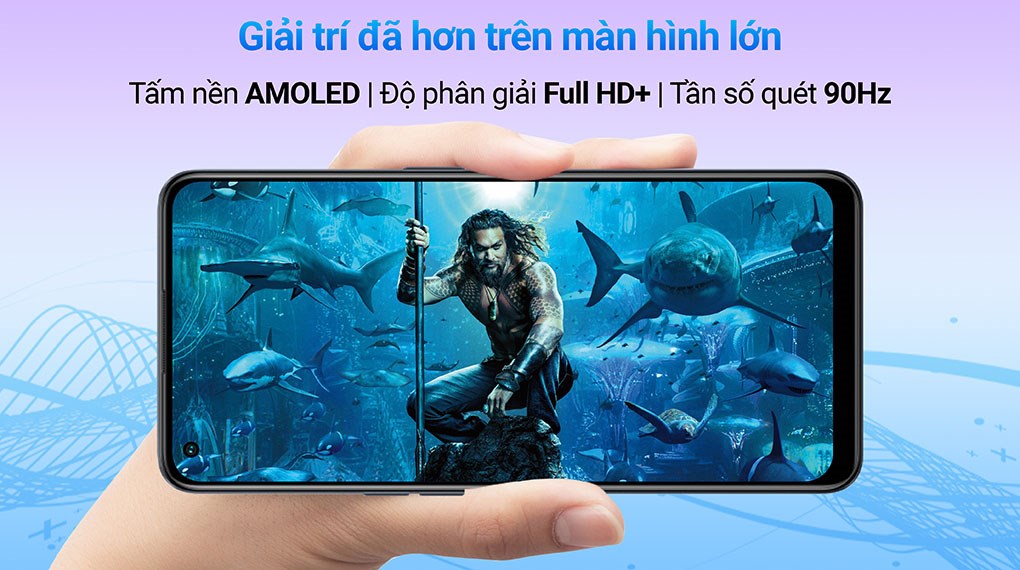 Giải trí đã hơn trên màn hình lớn
Tấm nền AMOLED | Độ phân giải Full HD+ | Tần số quét 90Hz